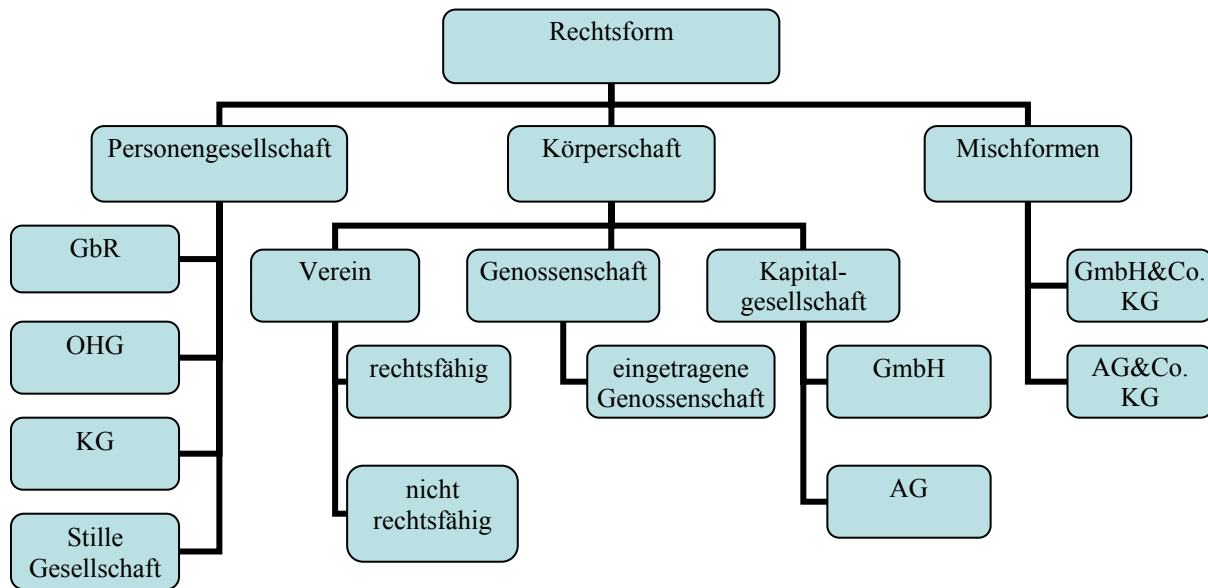 Rechtsform
Personengesellschaft
Körperschaft
Mischformen
GbR
OHG
KG
Stille
Gesellschaft
Verein
rechtsfähig
nicht
rechtsfähig
Genossenschaft
eingetragene
Genossenschaft
Kapital-
gesellschaft
GmbH
AG
GmbH&Co.
KG
AG&Co.
KG